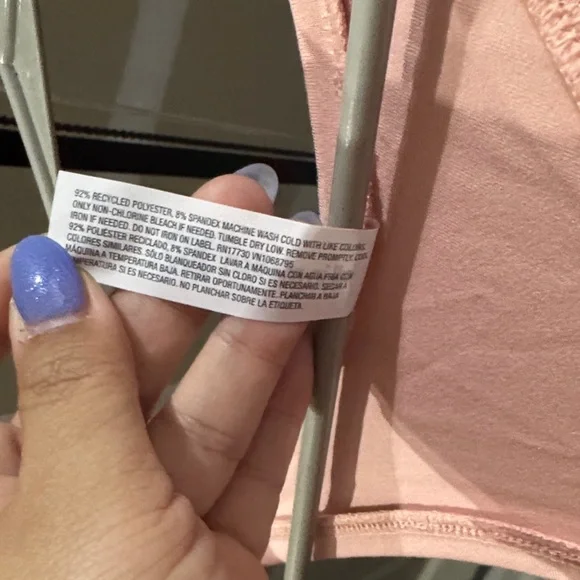 92% RECYCLED POLYESTER, 8% SPANDEX MACHINE WASH COLD WITH LIKE COLORS.
ONLY NON-CHLORINE BLEACH IF NEEDED. TUMBLE DRY LOW. REMOVE PROMPTLY. COOL
IRON IF NEEDED. DO NOT IRON ON LABEL. RN17730 VN1068795
92% POLIÉSTER RECICLADO, 8% SPANDEX LAVAR A MÁQUINA CON AGUA FRÍA CON
COLORES SIMILARES. SÓLO BLANQUEADOR SIN CLORO SI ES NECESARIO. SECAR A
MÁQUINA A TEMPERATURA BAJA. RETIRAR OPORTUNAMENTE. PLANCHAR A BAJA
TEMPERATURA SI ES NECESARIO. NO PLANCHAR SOBRE LA ETIQUETA.